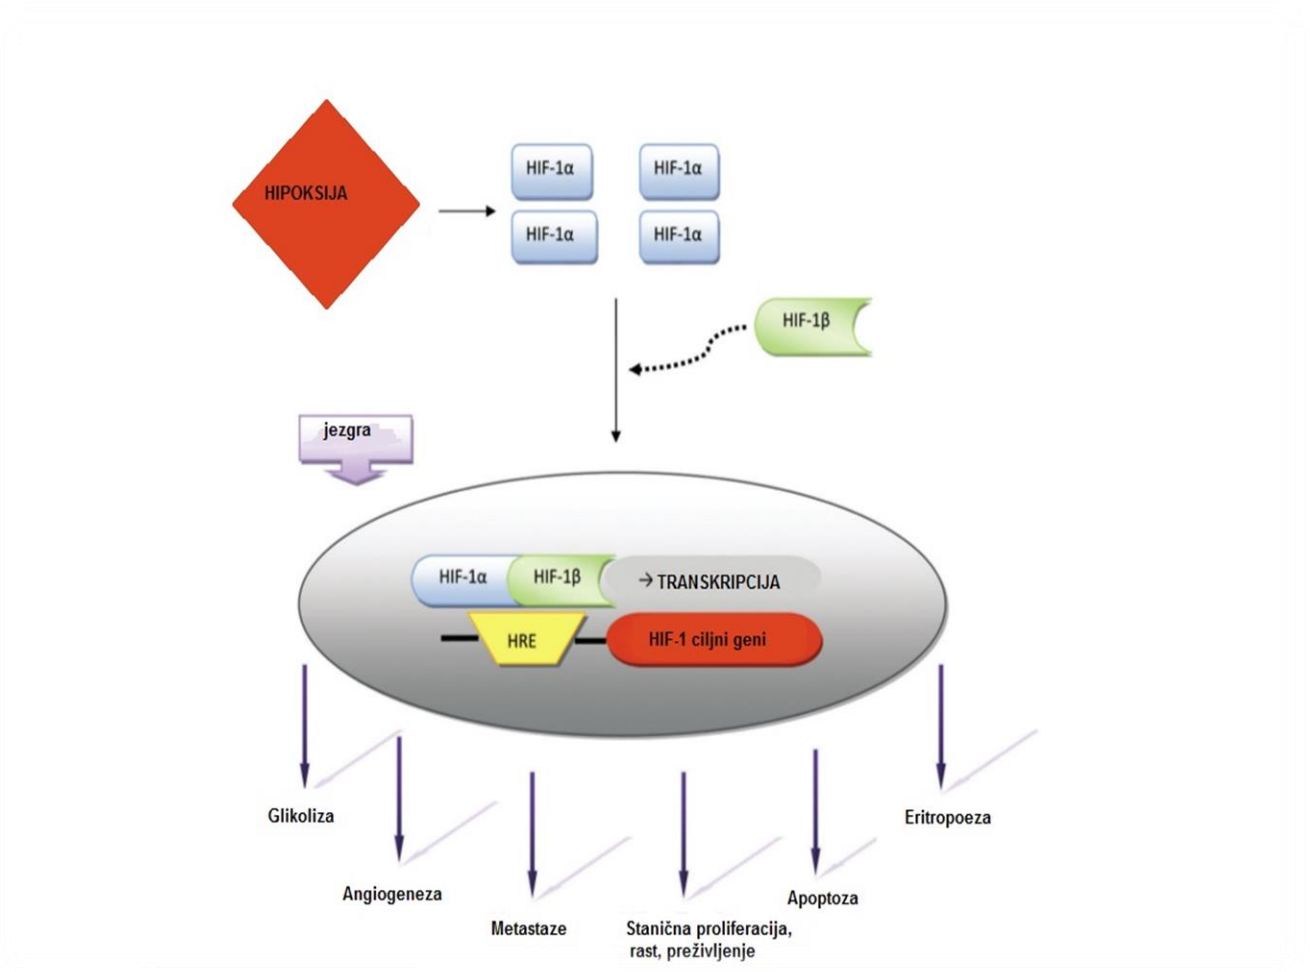 HIPOKSIJA
HIF-1α
HIF-1α
HIF-1α
HIF-1α
HIF-1β
jezgra
HIF-1α
HIF-1β
→ TRANSKRIPCIJA
HRE
HIF-1 ciljni geni
Glikoliza
Eritropoeza
Angiogeneza
Apoptoza
Metastaze
Stanična proliferacija,
rast, preživljenje